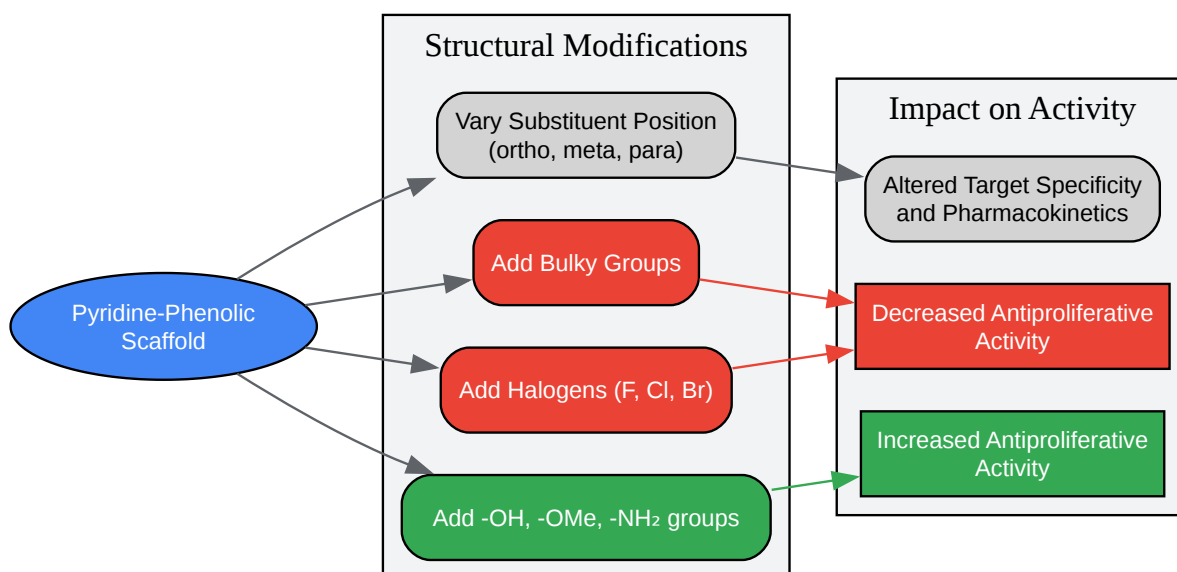 Structural Modifications
Impact on Activity
Vary Substituent Position
(ortho, meta, para)
Altered Target Specificity
and Pharmacokinetics
Add Bulky Groups
Pyridine-Phenolic
Scaffold
Decreased Antiproliferative
Activity
Add Halogens (F, Cl, Br)
Increased Antiproliferative
Activity
Add -OH, -OMe, -NH₂ groups